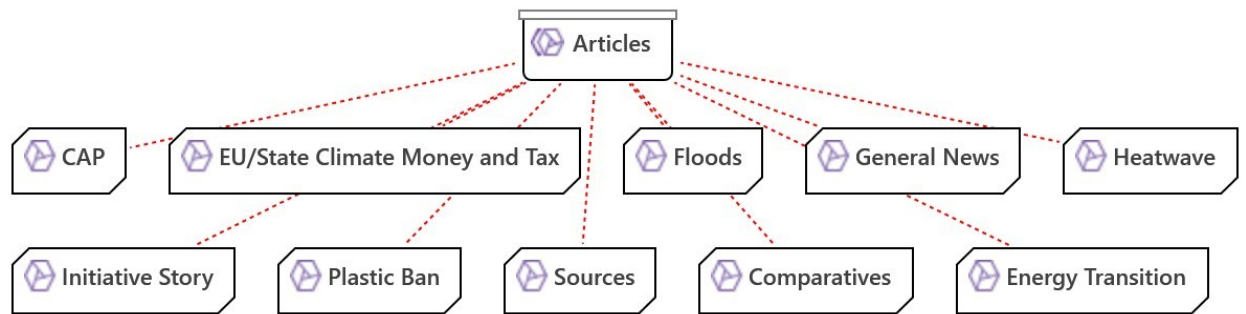 Articles
CAP
EU/State Climate Money and Tax
Floods
General News
Heatwave
Initiative Story
Plastic Ban
Sources
Comparatives
Energy Transition